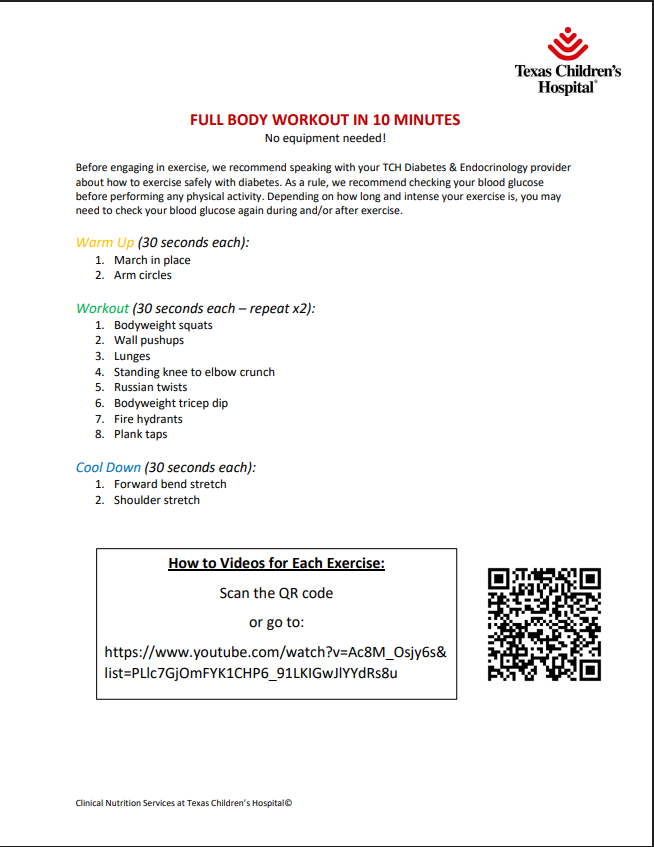 Texas Children's
Hospital®
FULL BODY WORKOUT IN 10 MINUTES
No equipment needed!
Before engaging in exercise, we recommend speaking with your TCH Diabetes & Endocrinology provider
about how to exercise safely with diabetes. As a rule, we recommend checking your blood glucose
before performing any physical activity. Depending on how long and intense your exercise is, you may
need to check your blood glucose again during and/or after exercise.
Warm Up (30 seconds each):
1. March in place
2. Arm circles
Workout (30 seconds each – repeat x2):
1. Bodyweight squats
2. Wall pushups
3. Lunges
4. Standing knee to elbow crunch
5. Russian twists
6. Bodyweight tricep dip
7. Fire hydrants
8. Plank taps
Cool Down (30 seconds each):
1. Forward bend stretch
2. Shoulder stretch
How to Videos for Each Exercise:
Scan the QR code
or go to:
https://www.youtube.com/watch?v=Ac8M_Osjy6s&
list=PLlc7GjOmFYK1CHP6_91LKIGwJlYYdRs8u
Clinical Nutrition Services at Texas Children's Hospital©